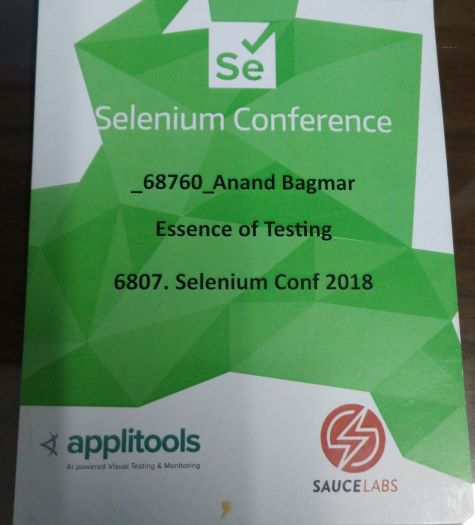 Se
Selenium Conference
_68760_Anand Bagmar
Essence of Testing
6807. Selenium Conf 2018
applitools
AI powered Visual Testing & Monitoring
SAUCELABS